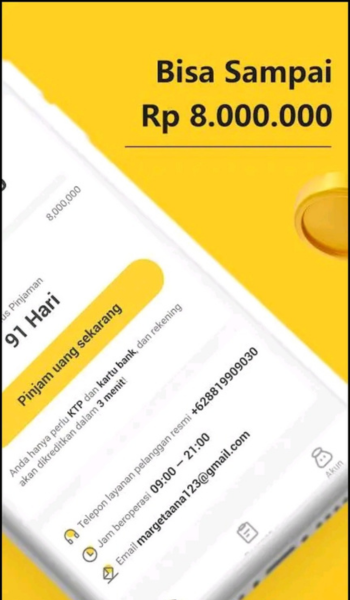 Bisa Sampai
Rp 8.000.000
8,000,000
Pinjaman
91 Hari
Pinjam uang sekarang
Anda hanya perlu KTP dan kartu bank, dan rekening
akan dikreditkan dalam 3 menit!
Telepon layanan pelanggan resmi +628819909030
Jam beroperasi 09:00 – 21:00
Email margetaana123@gmail.com
Akun